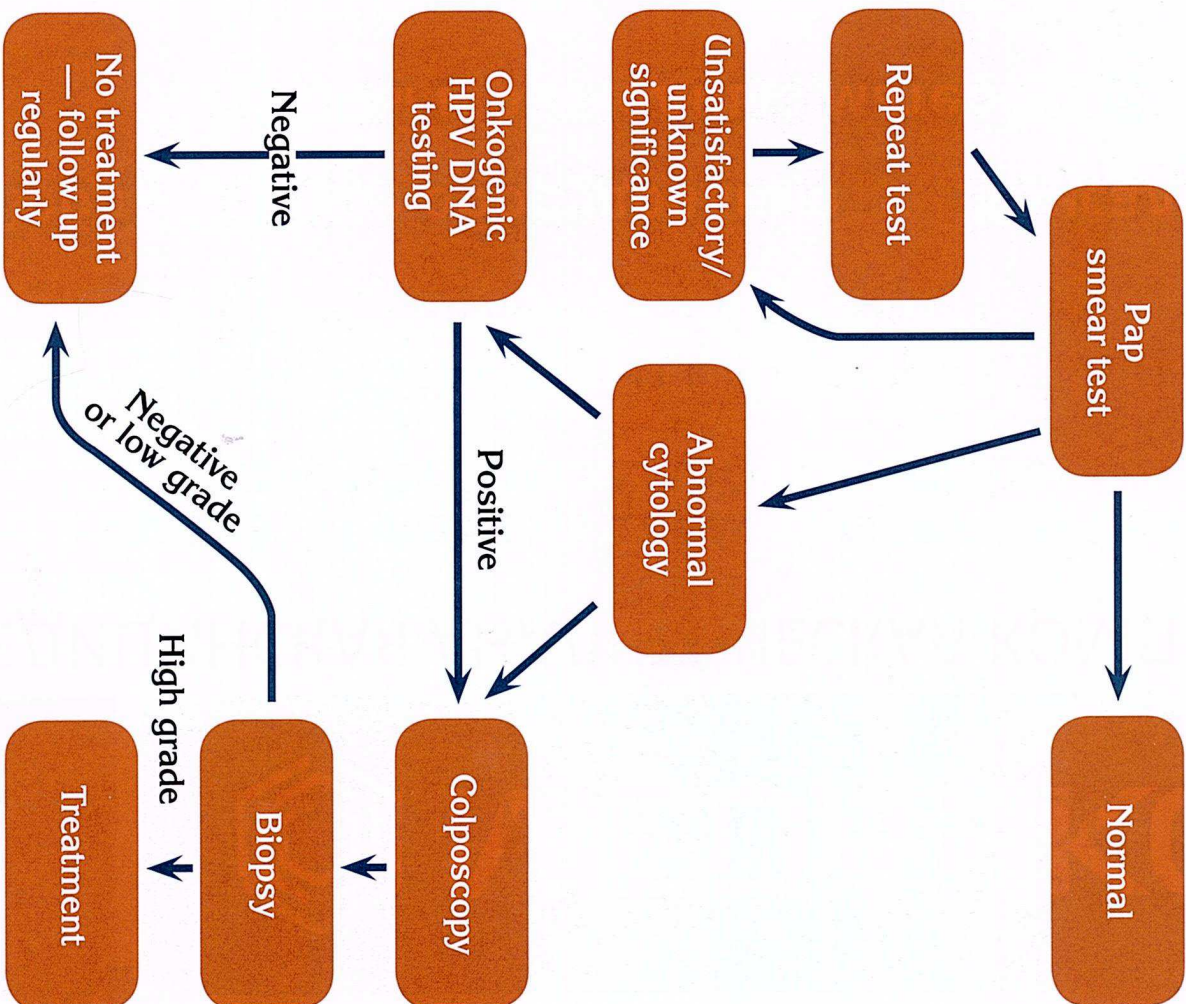 Pap
smear test
Normal
Repeat test
Unsatisfactory/
unknown
significance
Abnormal
cytology
Onkogenic
HPV DNA
testing
Positive
Colposcopy
Negative
Negative
or low grade
Biopsy
High grade
No treatment
— follow up
regularly
Treatment